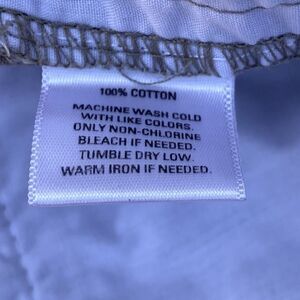 100% COTTON
MACHINE WASH COLD
WITH LIKE COLORS.
ONLY NON-CHLORINE
BLEACH IF NEEDED.
TUMBLE DRY LOW.
WARM IRON IF NEEDED.